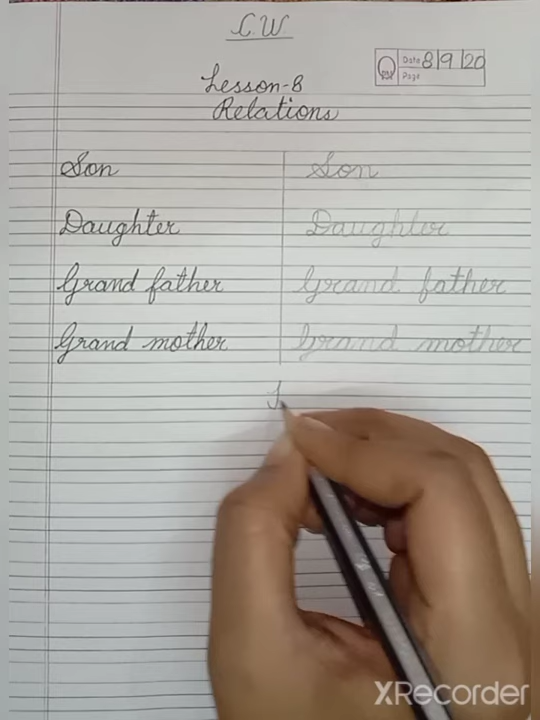 C.W
Date 8/9/20
Page
Lesson-8
Relations
Son Son
Daughter Daughter
Grand father Grand father
Grand mother Grand mother
XRecorder